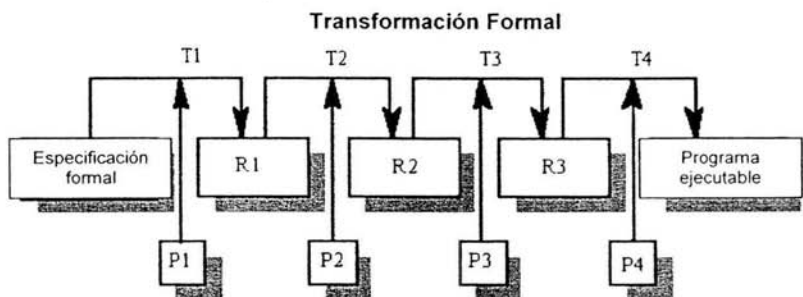 Transformación Formal
T1 T2 T3 T4
Especificación
formal
R1
R2
R3
Programa
ejecutable
P1 P2 P3 P4